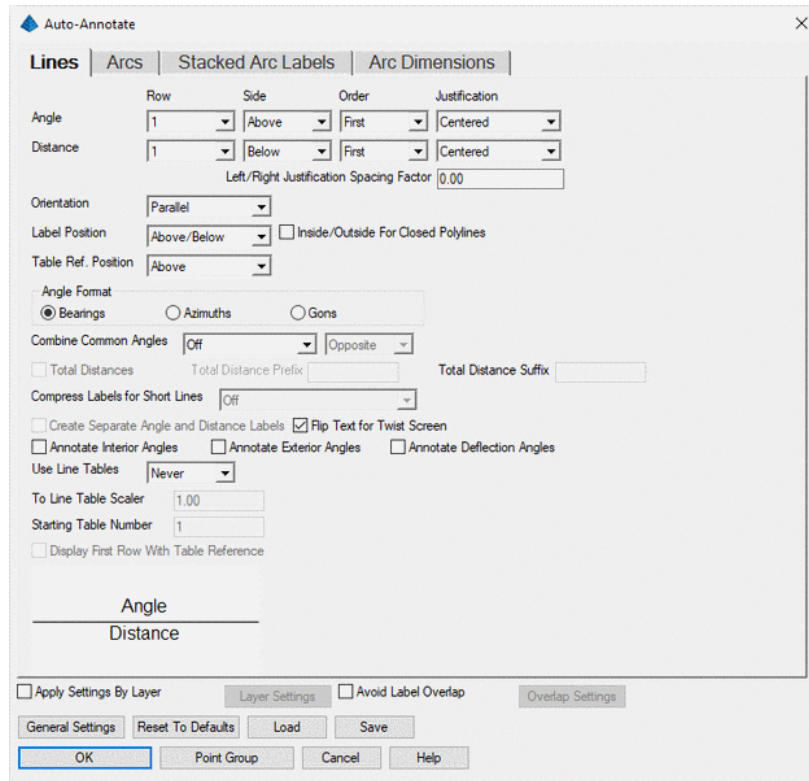 Auto-Annotate
Lines Arcs Stacked Arc Labels Arc Dimensions
Row Side Order Justification
Angle 1 Above First Centered
Distance 1 Below First Centered
Left/Right Justification Spacing Factor 0.00
Orientation Parallel
Label Position Above/Below Inside/Outside For Closed Polylines
Table Ref. Position Above
Angle Format
Bearings Azimuths Gons
Combine Common Angles Off Opposite
Total Distances Total Distance Prefix Total Distance Suffix
Compress Labels for Short Lines Off
Create Separate Angle and Distance Labels Flip Text for Twist Screen
Annotate Interior Angles Annotate Exterior Angles Annotate Deflection Angles
Use Line Tables Never
To Line Table Scaler 1.00
Starting Table Number 1
Display First Row With Table Reference
Angle
Distance
Apply Settings By Layer Layer Settings Avoid Label Overlap Overlap Settings
General Settings Reset To Defaults Load Save
OK Point Group Cancel Help